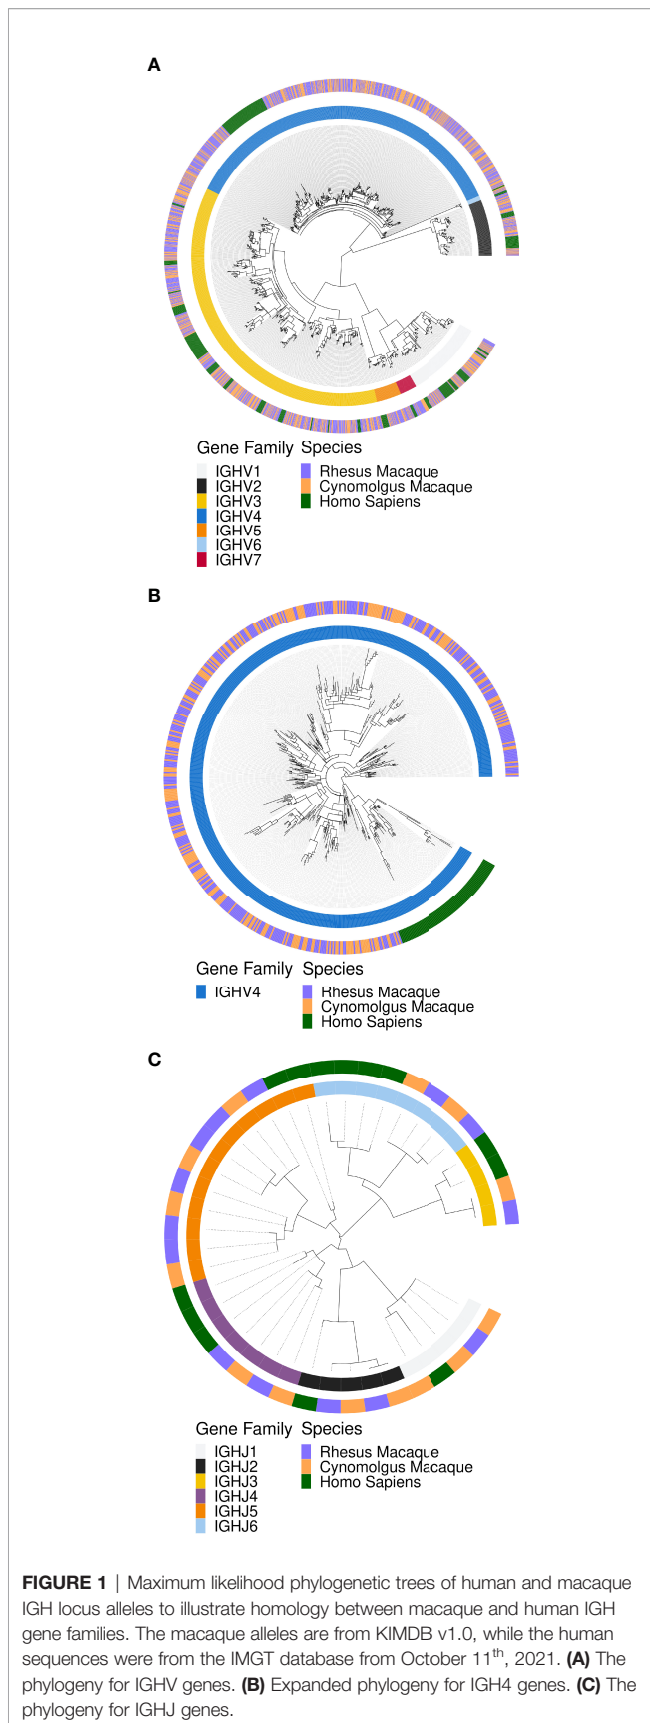 A
Gene Family Species
IGHV1 Rhesus Macaque
IGHV2 Cynomolgus Macaque
IGHV3 Homo Sapiens
IGHV4
IGHV5
IGHV6
IGHV7
B
Gene Family Species
IGHV4 Rhesus Macaque
Cynomolgus Macaque
Homo Sapiens
C
Gene Family Species
IGHJ1 Rhesus Macaque
IGHJ2 Cynomolgus Macaque
IGHJ3 Homo Sapiens
IGHJ4
IGHJ5
IGHJ6
FIGURE 1 | Maximum likelihood phylogenetic trees of human and macaque
IGH locus alleles to illustrate homology between macaque and human IGH
gene families. The macaque alleles are from KIMDB v1.0, while the human
sequences were from the IMGT database from October 11th, 2021. (A) The
phylogeny for IGHV genes. (B) Expanded phylogeny for IGH4 genes. (C) The
phylogeny for IGHJ genes.